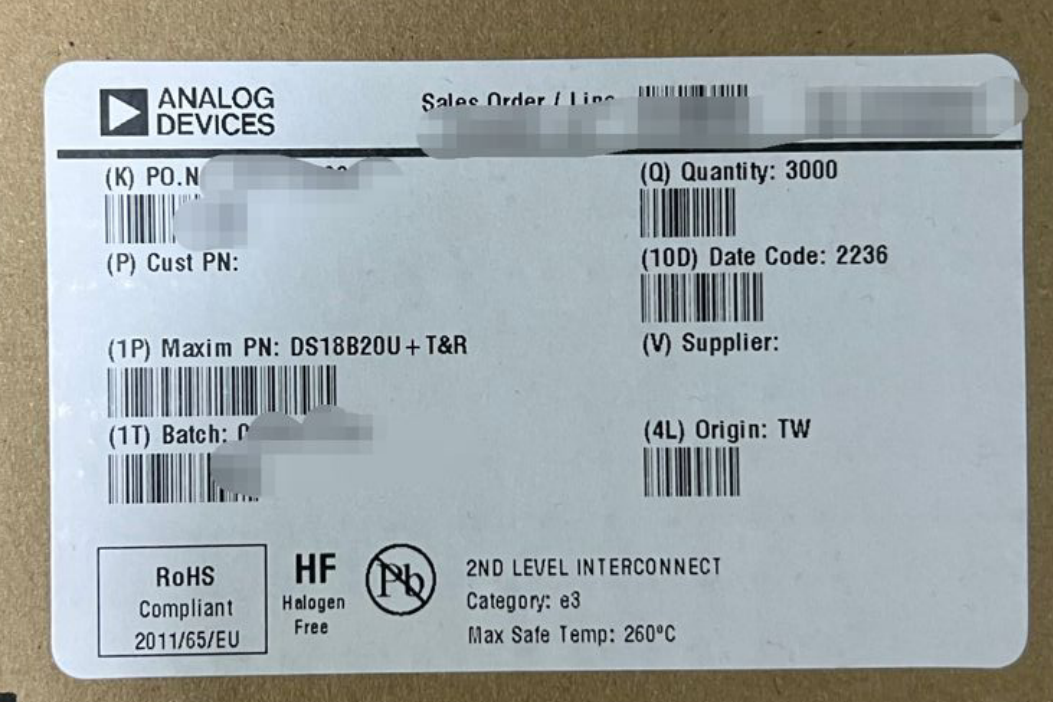 ANALOG
DEVICES
Sales Order / Line
(K) PO.N
(Q) Quantity: 3000
(10D) Date Code: 2236
(P) Cust PN:
(1P) Maxim PN: DS18B20U+T&R
(V) Supplier:
(1T) Batch:
(4L) Origin: TW
RoHS
Compliant
2011/65/EU
HF
Halogen
Free
Pb
2ND LEVEL INTERCONNECT
Category: e3
Max Safe Temp: 260ºC